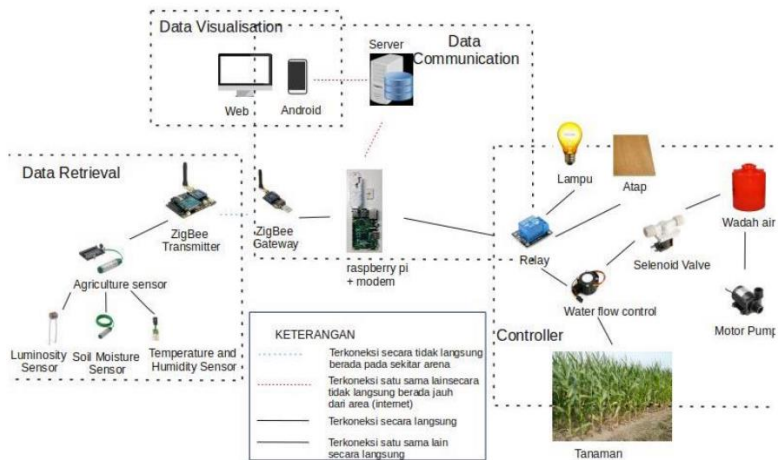 Data Visualisation
Server
Data
Communication
Web
Android
Data Retrieval
ZigBee
Transmitter
ZigBee
Gateway
raspberry pi
+ modem
Agriculture sensor
Luminosity
Sensor
Soil Moisture
Sensor
Temperature and
Humidity Sensor
Lampu
Atap
Wadah air
Relay
Selenoid Valve
Water flow control
Motor Pump
Controller
Tanaman
KETERANGAN
Terkoneksi secara tidak langsung
berada pada sekitar arena
Terkoneksi satu sama lainsecara
tidak langsung berada jauh
dari area (internet)
Terkoneksi secara langsung
Terkoneksi satu sama lain
secara langsung